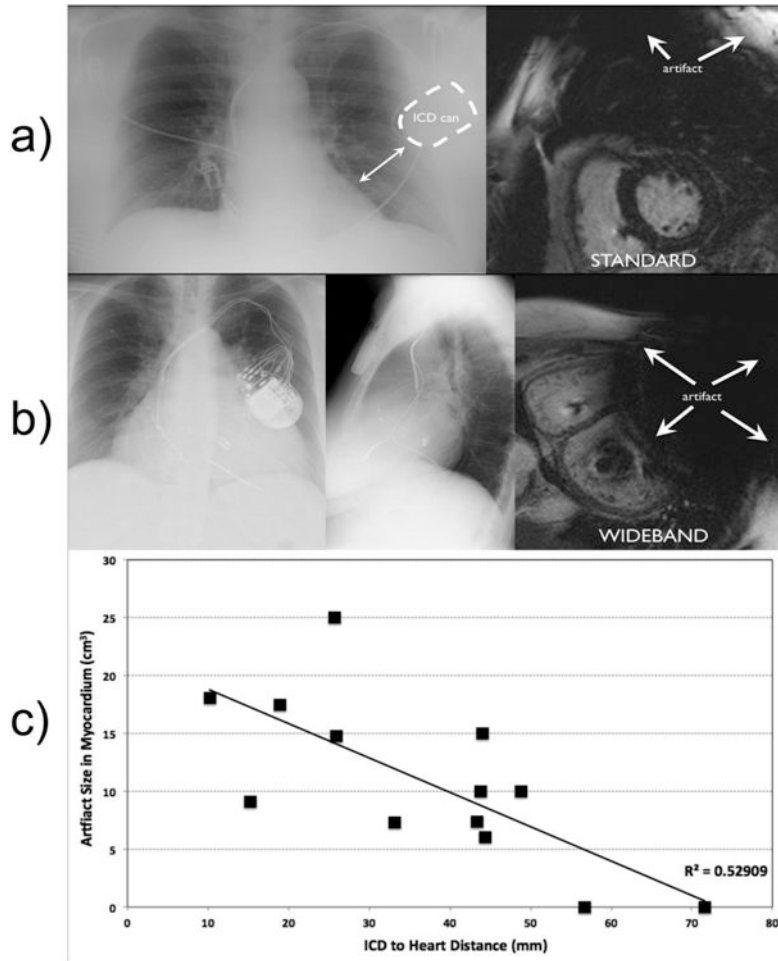 a)
ICD can
artifact
STANDARD
b)
artifact
WIDEBAND
c)
Artfiact Size in Myocardium (cm³)
30
25
20
15
10
5
0
R² = 0.52909
0 10 20 30 40 50 60 70 80
ICD to Heart Distance (mm)